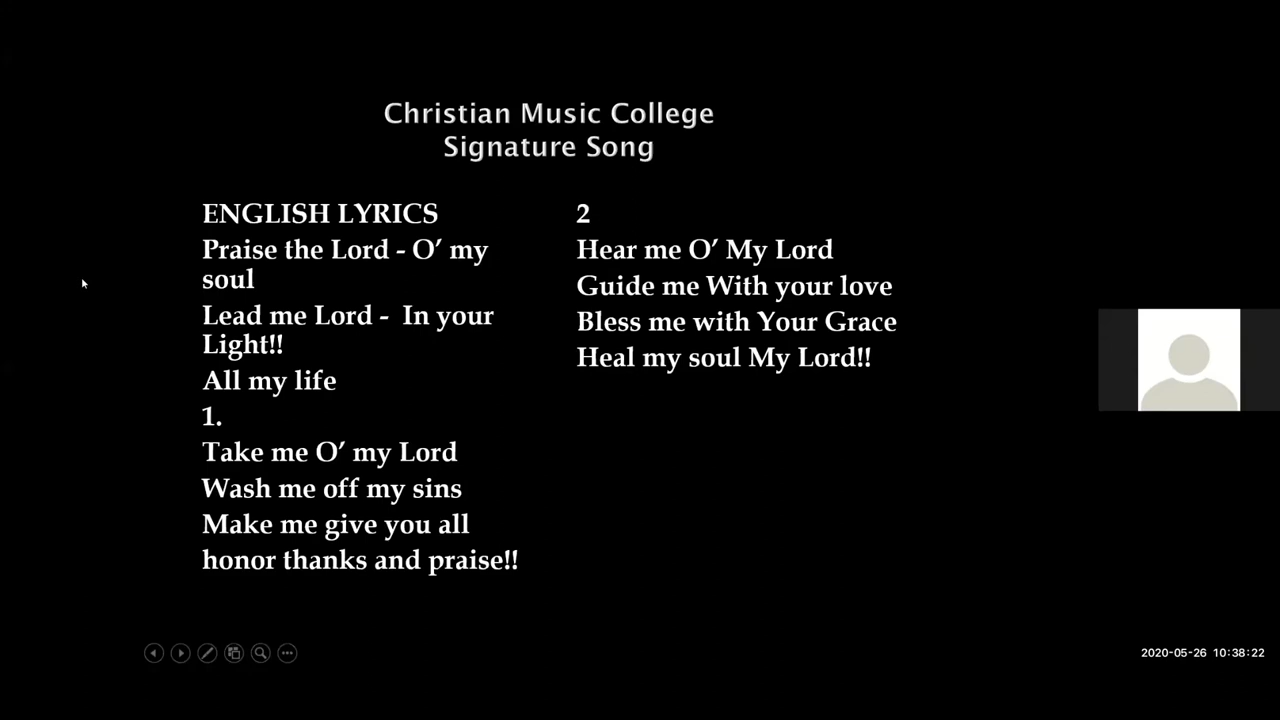 Christian Music College
Signature Song
ENGLISH LYRICS
Praise the Lord - O’ my
soul
Lead me Lord -  In your
Light!!
All my life
1.
Take me O’ my Lord
Wash me off my sins
Make me give you all
honor thanks and praise!!
2
Hear me O’ My Lord
Guide me With your love
Bless me with Your Grace
Heal my soul My Lord!!
2020-05-26 10:38:22